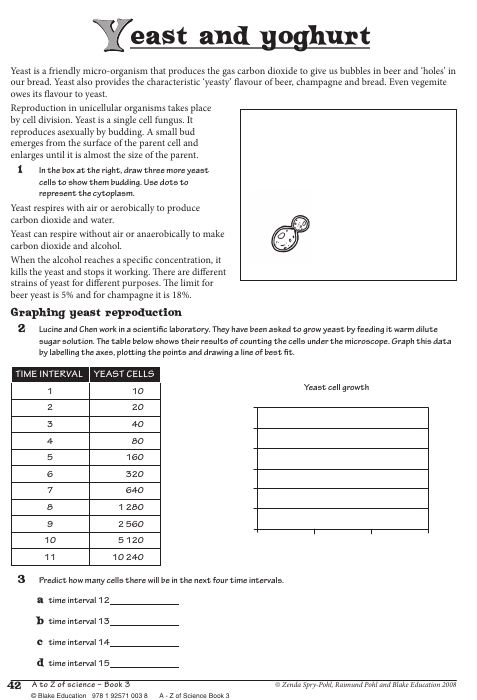 Yeast and yoghurt
Yeast is a friendly micro-organism that produces the gas carbon dioxide to give us bubbles in beer and 'holes' in
our bread. Yeast also provides the characteristic 'yeasty' flavour of beer, champagne and bread. Even vegemite
owes its flavour to yeast.
Reproduction in unicellular organisms takes place
by cell division. Yeast is a single cell fungus. It
reproduces asexually by budding. A small bud
emerges from the surface of the parent cell and
enlarges until it is almost the size of the parent.
1 In the box at the right, draw three more yeast
cells to show them budding. Use dots to
represent the cytoplasm.
Yeast respires with air or aerobically to produce
carbon dioxide and water.
Yeast can respire without air or anaerobically to make
carbon dioxide and alcohol.
When the alcohol reaches a specific concentration, it
kills the yeast and stops it working. There are different
strains of yeast for different purposes. The limit for
beer yeast is 5% and for champagne it is 18%.
Graphing yeast reproduction
2 Lucine and Chen work in a scientific laboratory. They have been asked to grow yeast by feeding it warm dilute
sugar solution. The table below shows their results of counting the cells under the microscope. Graph this data
by labelling the axes, plotting the points and drawing a line of best fit.
TIME INTERVAL YEAST CELLS
1 10
2 20
3 40
4 80
5 160
6 320
7 640
8 1 280
9 2 560
10 5 120
11 10 240
Yeast cell growth
3 Predict how many cells there will be in the next four time intervals.
a time interval 12
b time interval 13
c time interval 14
d time interval 15
42 A to Z of science – Book 3 © Zenda Spry-Pohl, Raimund Pohl and Blake Education 2008
© Blake Education 978 1 92571 003 8 A - Z of Science Book 3